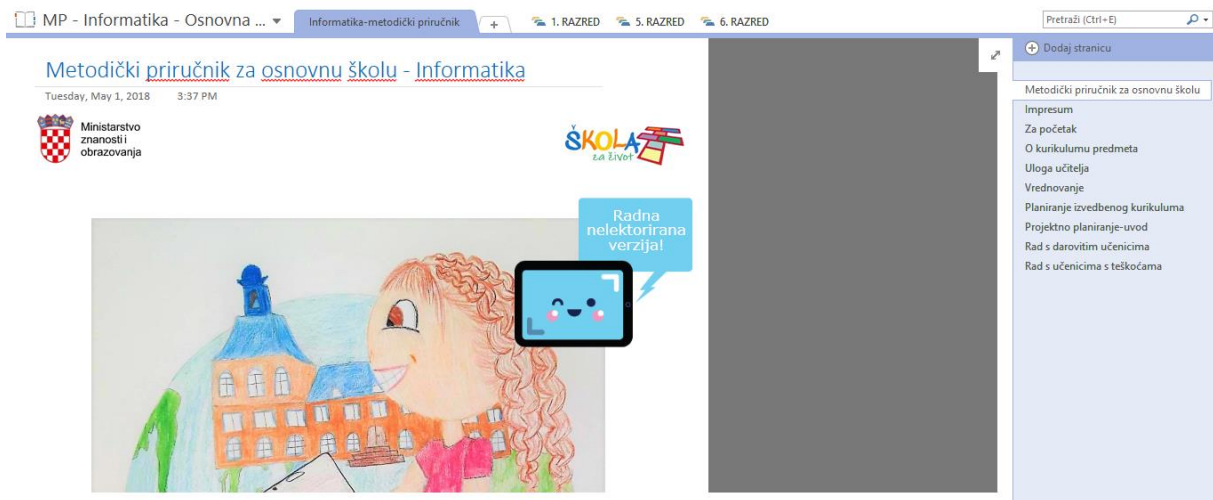 MP - Informatika - Osnovna ...
Informatika-metodički priručnik
+
1. RAZRED
5. RAZRED
6. RAZRED
Pretraži (Ctrl+E)
Metodički priručnik za osnovnu školu - Informatika
Tuesday, May 1, 2018 3:37 PM
Ministarstvo
znanosti i
obrazovanja
ŠKOLA
za život
Radna
nelektorirana
verzija!
Dodaj stranicu
Metodički priručnik za osnovnu školu
Impresum
Za početak
O kurikulumu predmeta
Uloga učitelja
Vrednovanje
Planiranje izvedbenog kurikuluma
Projektno planiranje-uvod
Rad s darovitim učenicima
Rad s učenicima s teškoćama